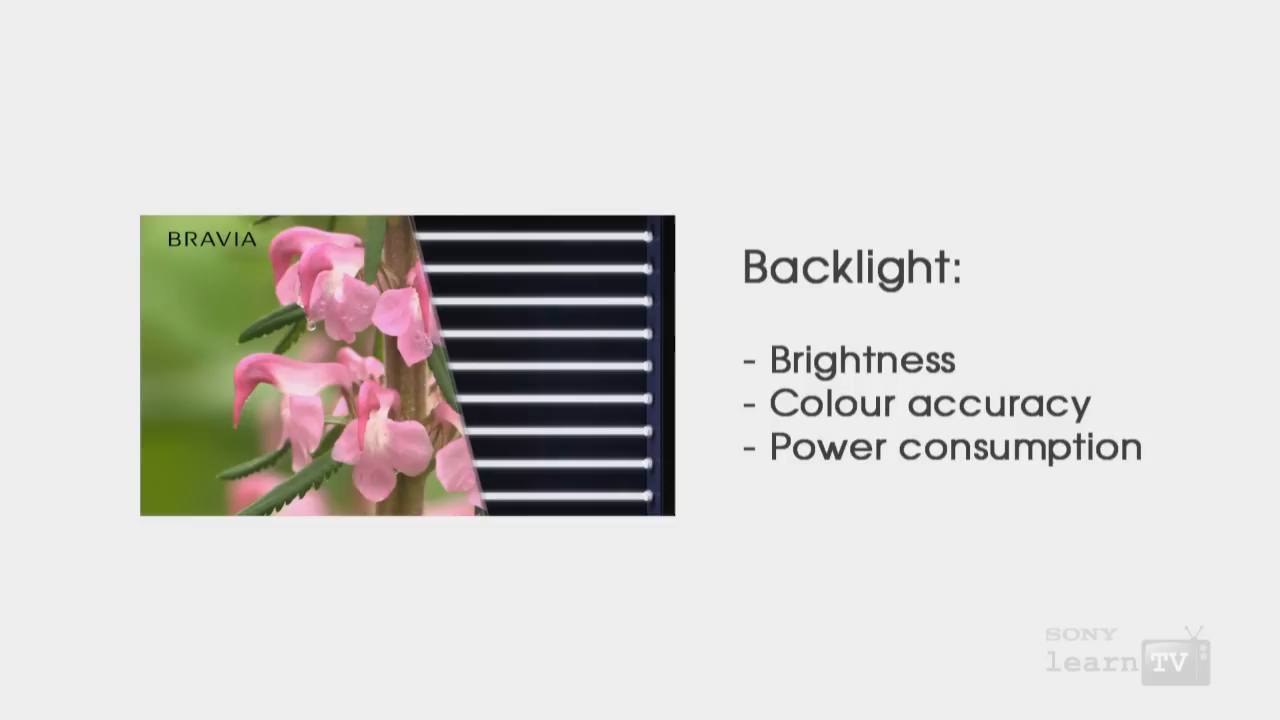 BRAVIA
Backlight:
- Brightness
- Colour accuracy
- Power consumption
SONY
learn TV